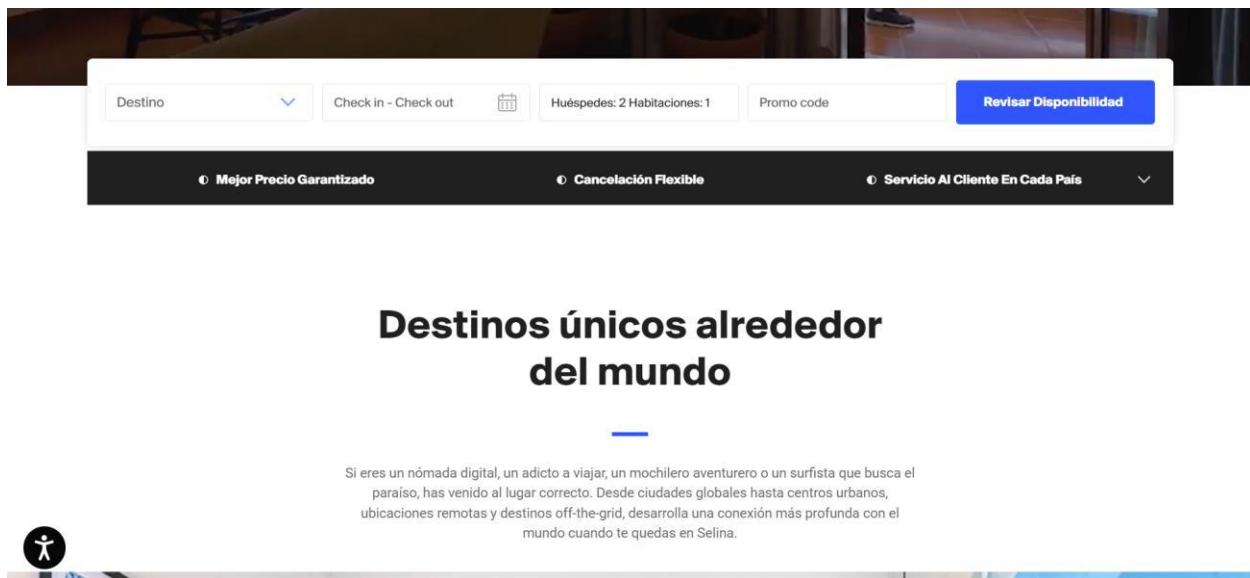 Destino
Check in - Check out
Huéspedes: 2 Habitaciones: 1
Promo code
Revisar Disponibilidad
Mejor Precio Garantizado
Cancelación Flexible
Servicio Al Cliente En Cada País
Destinos únicos alrededor
del mundo
Si eres un nómada digital, un adicto a viajar, un mochilero aventurero o un surfista que busca el
paraíso, has venido al lugar correcto. Desde ciudades globales hasta centros urbanos,
ubicaciones remotas y destinos off-the-grid, desarrolla una conexión más profunda con el
mundo cuando te quedas en Selina.